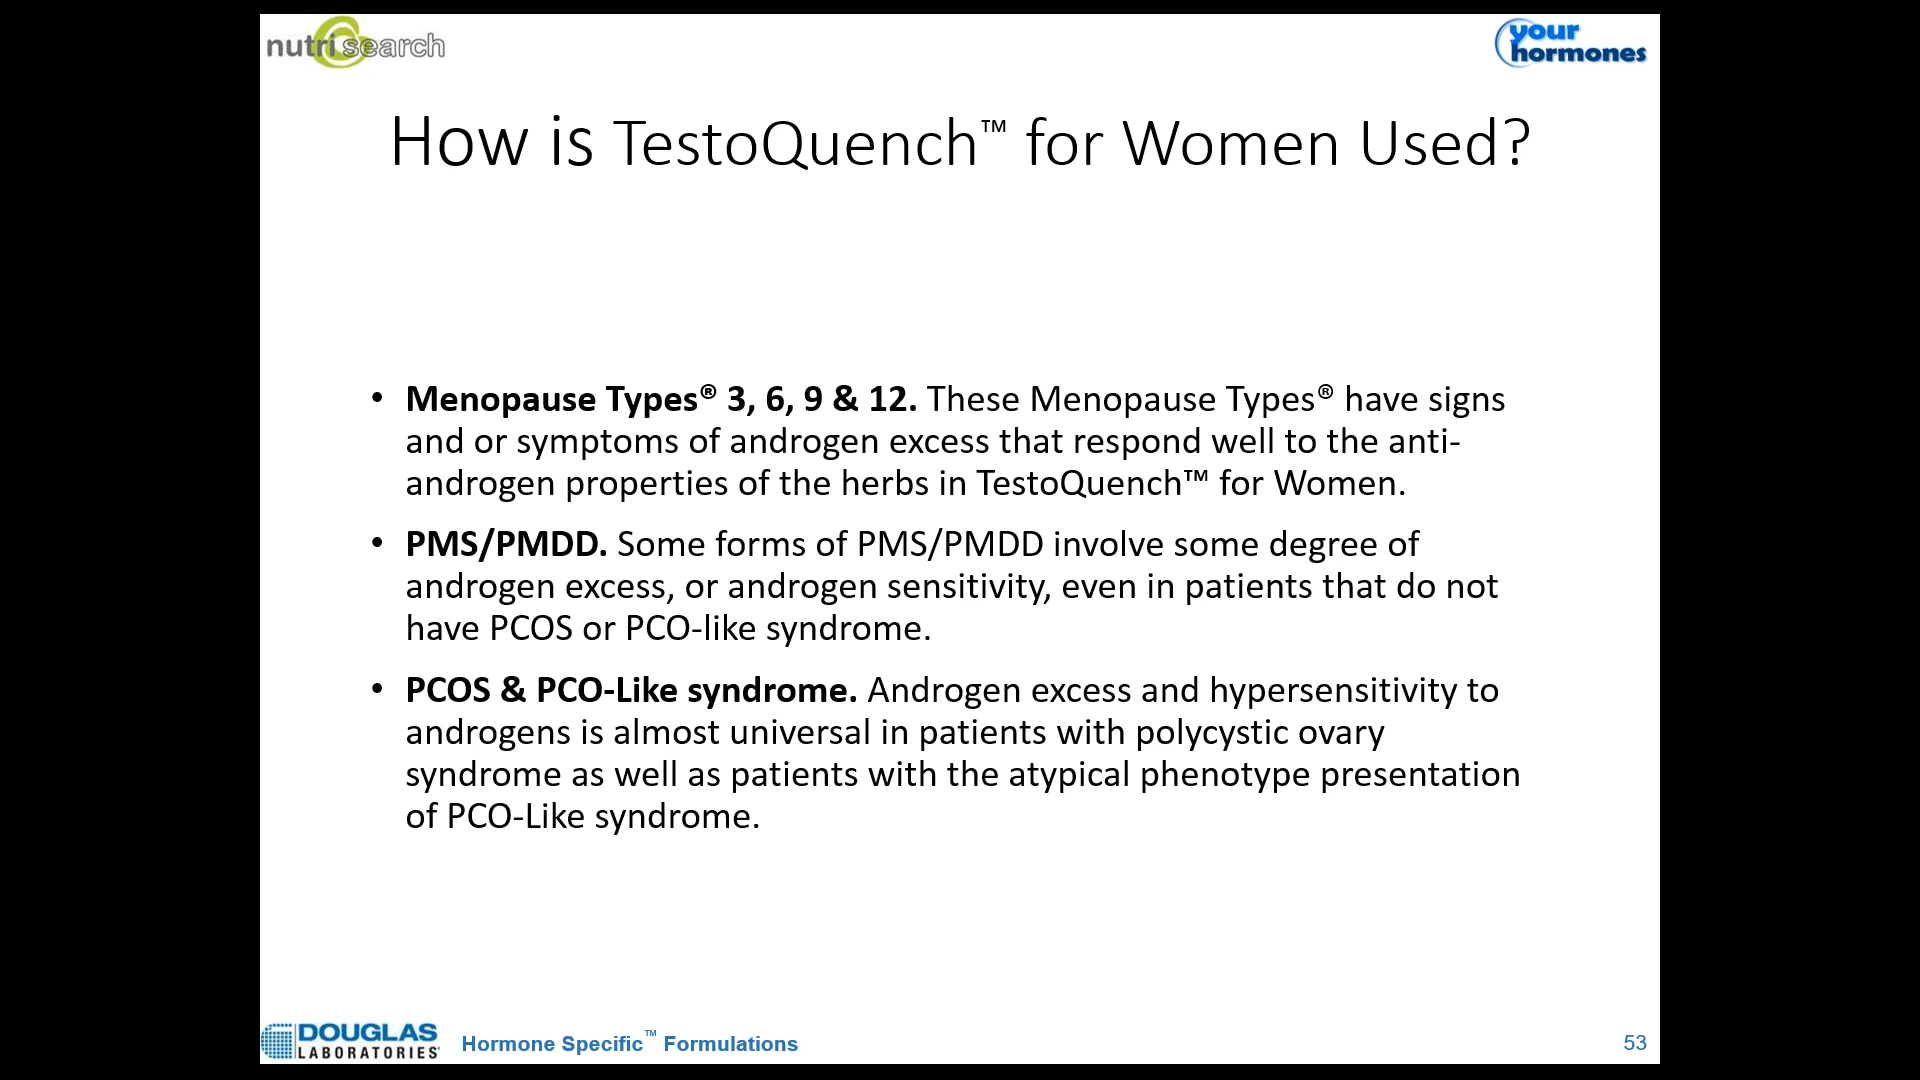 nutrisearch
your
hormones
How is TestoQuench™ for Women Used?
• Menopause Types® 3, 6, 9 & 12. These Menopause Types® have signs
and or symptoms of androgen excess that respond well to the anti-
androgen properties of the herbs in TestoQuench™ for Women.
• PMS/PMDD. Some forms of PMS/PMDD involve some degree of
androgen excess, or androgen sensitivity, even in patients that do not
have PCOS or PCO-like syndrome.
• PCOS & PCO-Like syndrome. Androgen excess and hypersensitivity to
androgens is almost universal in patients with polycystic ovary
syndrome as well as patients with the atypical phenotype presentation
of PCO-Like syndrome.
DOUGLAS
LABORATORIES®
Hormone Specific™ Formulations
53